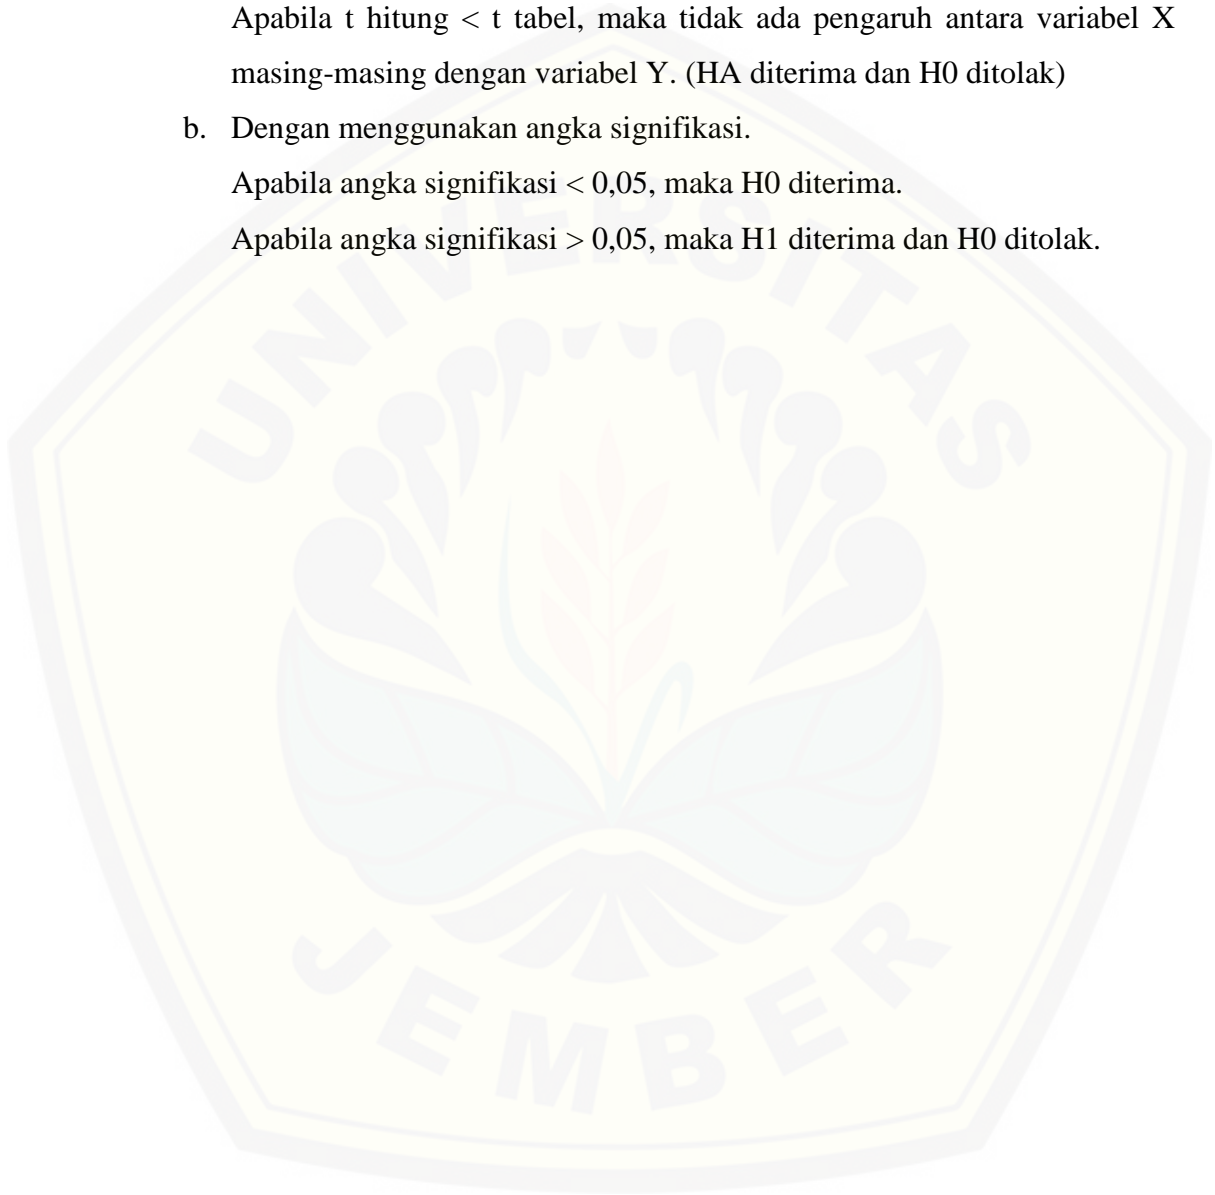 Apabila t hitung < t tabel, maka tidak ada pengaruh antara variabel X
masing-masing dengan variabel Y. (HA diterima dan H0 ditolak)
b. Dengan menggunakan angka signifikasi.
Apabila angka signifikasi < 0,05, maka H0 diterima.
Apabila angka signifikasi > 0,05, maka H1 diterima dan H0 ditolak.
UNIVERSITAS
JEMBER